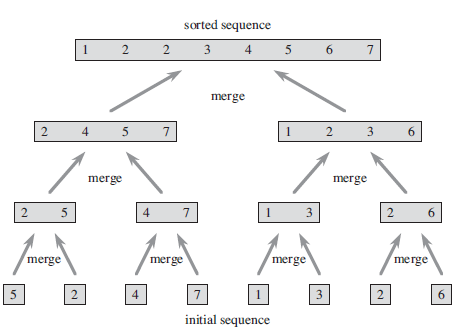 sorted sequence
1 2 2 3 4 5 6 7
merge
2 4 5 7 1 2 3 6
merge merge
2 5 4 7 1 3 2 6
merge merge merge merge
5 2 4 7 1 3 2 6
initial sequence